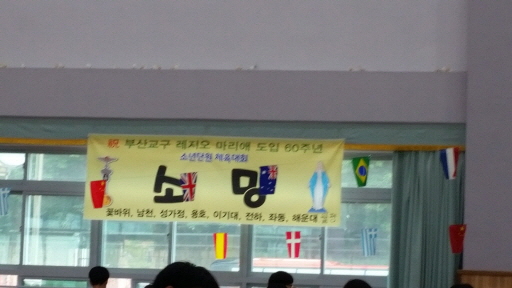 祝 부산교구 레지오 마리애 도입 60주년
소년단원 체육대회
소 망
꽃바위, 남천, 성가정, 용호, 이기대, 전하, 좌동, 해운대